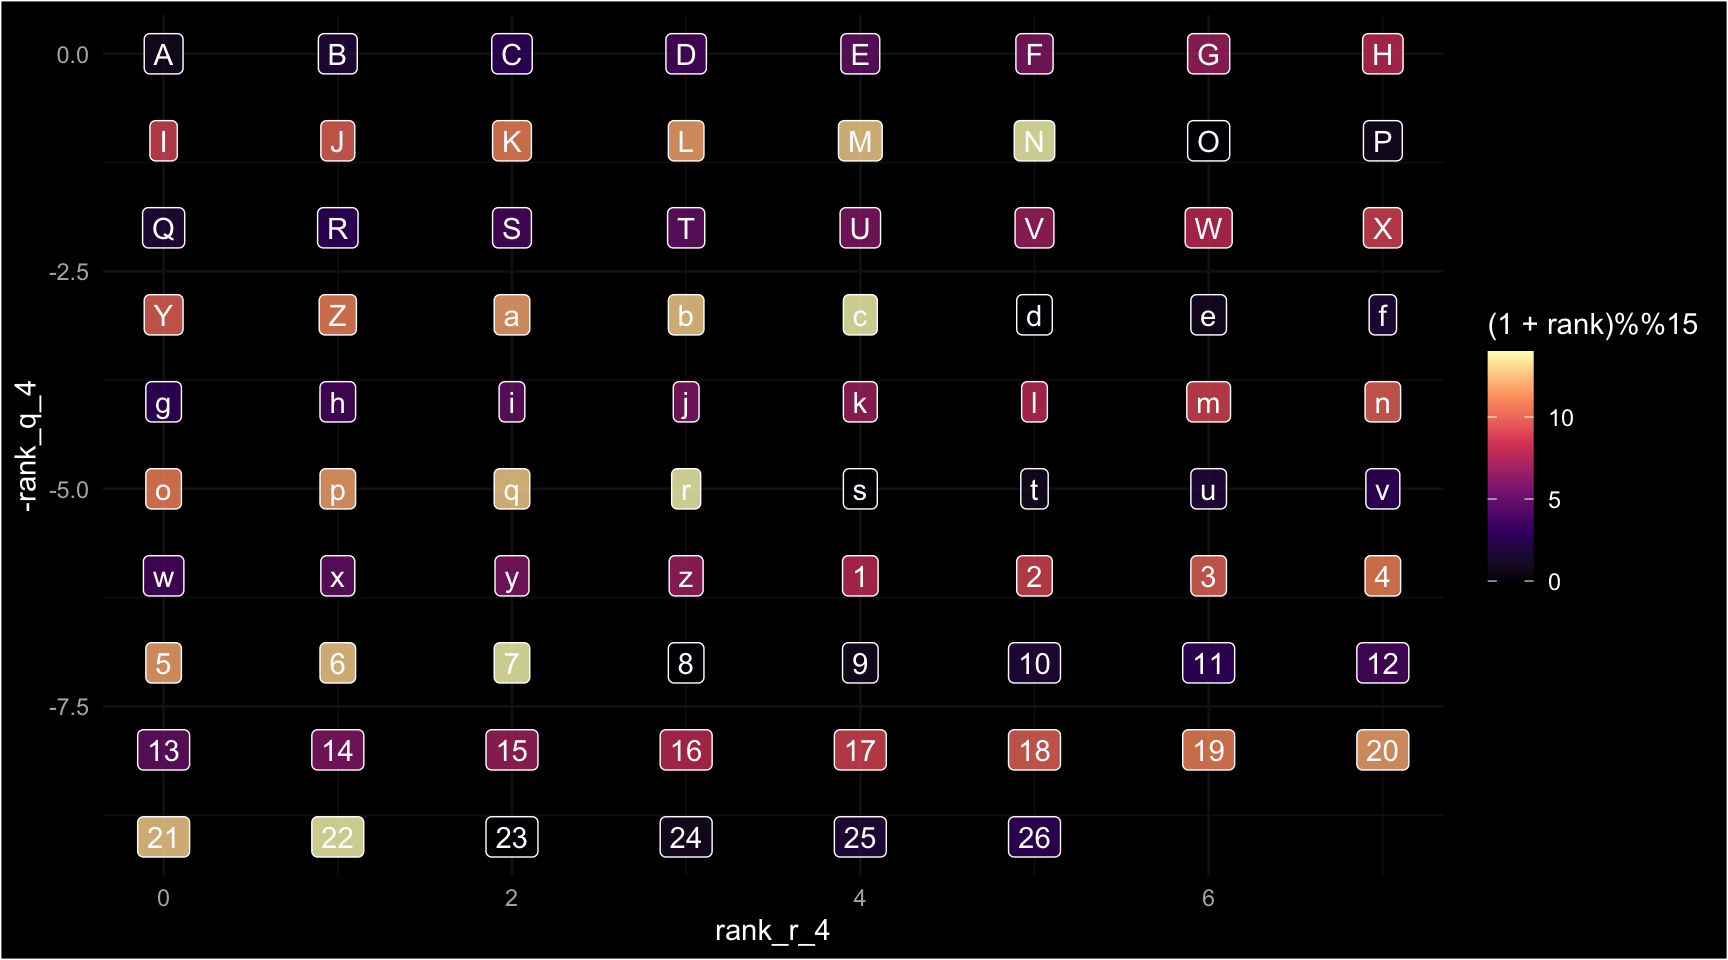 0.0 A B C D E F G H
I J K L M N O P
Q R S T U V W X
-2.5
Y Z a b c d e f
g h i j k l m n
-5.0 o p q r s t u v
w x y z 1 2 3 4
5 6 7 8 9 10 11 12
-7.5
13 14 15 16 17 18 19 20
21 22 23 24 25 26
0 2 4 6
rank_r_4
-rank_q_4
(1 + rank)%%15
10
5
0